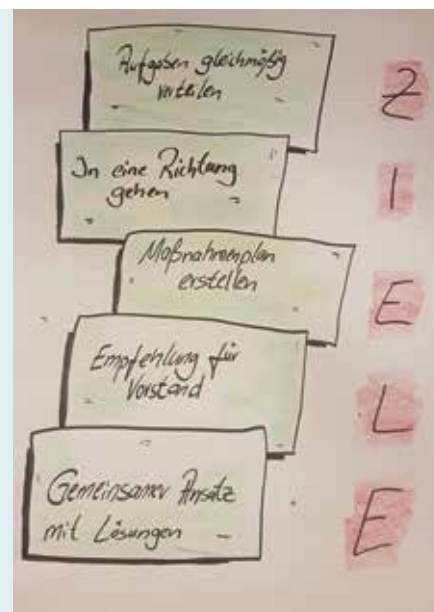 Aufgaben gleichmäßig
verteilen
In eine Richtung
gehen
Maßnahmenplan
erstellen
Empfehlung für
Vorstand
Gemeinsamer Ansatz
mit Lösungen
Z
I
E
L
E